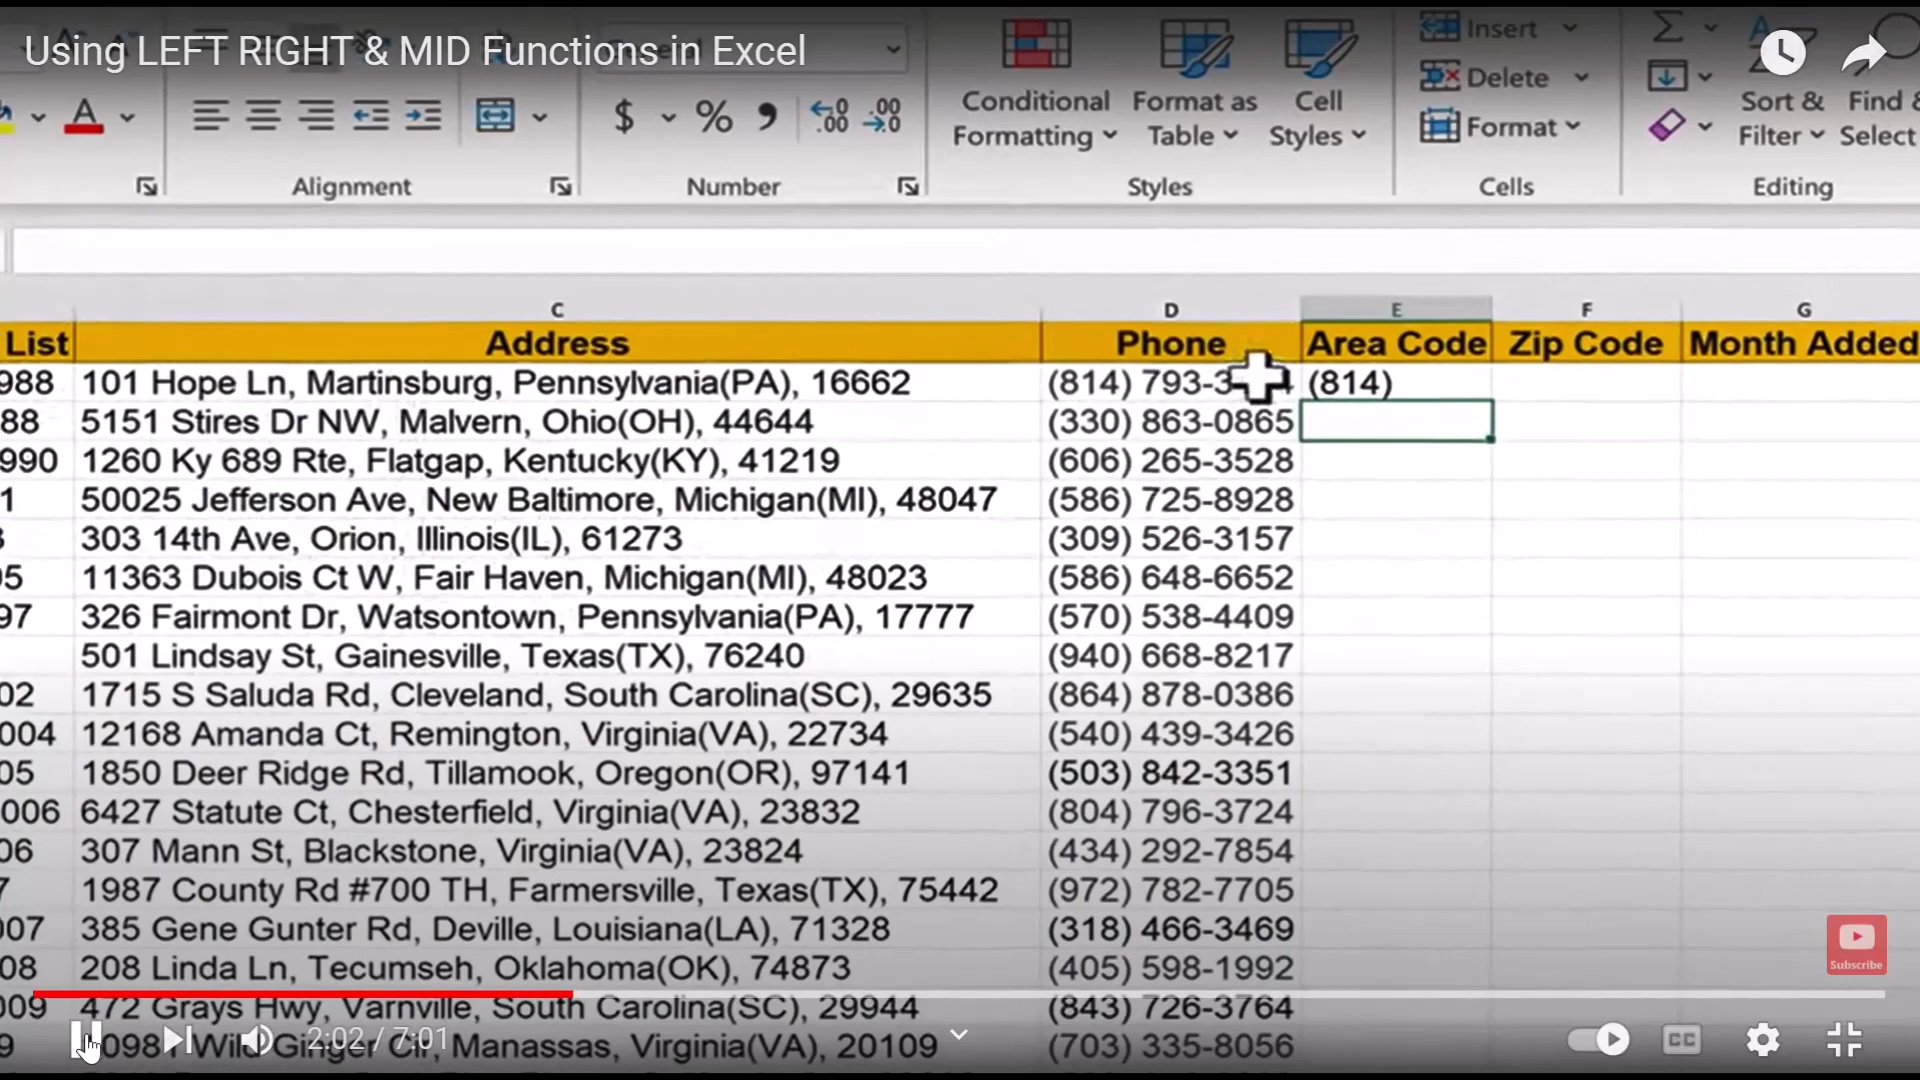 Using LEFT RIGHT & MID Functions in Excel
Insert
A $ % , .00 .00 Conditional Format as Cell Delete Sort & Find &
Formatting Table Styles Format Filter Select
Alignment Number Styles Cells Editing
C D E F G
List Address Phone Area Code Zip Code Month Added
988 101 Hope Ln, Martinsburg, Pennsylvania(PA), 16662 (814) 793-3 (814)
88 5151 Stires Dr NW, Malvern, Ohio(OH), 44644 (330) 863-0865
990 1260 Ky 689 Rte, Flatgap, Kentucky(KY), 41219 (606) 265-3528
1 50025 Jefferson Ave, New Baltimore, Michigan(MI), 48047 (586) 725-8928
303 14th Ave, Orion, Illinois(IL), 61273 (309) 526-3157
95 11363 Dubois Ct W, Fair Haven, Michigan(MI), 48023 (586) 648-6652
97 326 Fairmont Dr, Watsontown, Pennsylvania(PA), 17777 (570) 538-4409
501 Lindsay St, Gainesville, Texas(TX), 76240 (940) 668-8217
02 1715 S Saluda Rd, Cleveland, South Carolina(SC), 29635 (864) 878-0386
004 12168 Amanda Ct, Remington, Virginia(VA), 22734 (540) 439-3426
05 1850 Deer Ridge Rd, Tillamook, Oregon(OR), 97141 (503) 842-3351
006 6427 Statute Ct, Chesterfield, Virginia(VA), 23832 (804) 796-3724
06 307 Mann St, Blackstone, Virginia(VA), 23824 (434) 292-7854
7 1987 County Rd #700 TH, Farmersville, Texas(TX), 75442 (972) 782-7705
007 385 Gene Gunter Rd, Deville, Louisiana(LA), 71328 (318) 466-3469
08 208 Linda Ln, Tecumseh, Oklahoma(OK), 74873 (405) 598-1992
Subscribe
009 472 Grays Hwy, Varnville, South Carolina(SC), 29944 (843) 726-3764
9 Wild Ginger Cir, Manassas, Virginia(VA), 20109 (703) 335-8056
2:02 / 7:01
CC